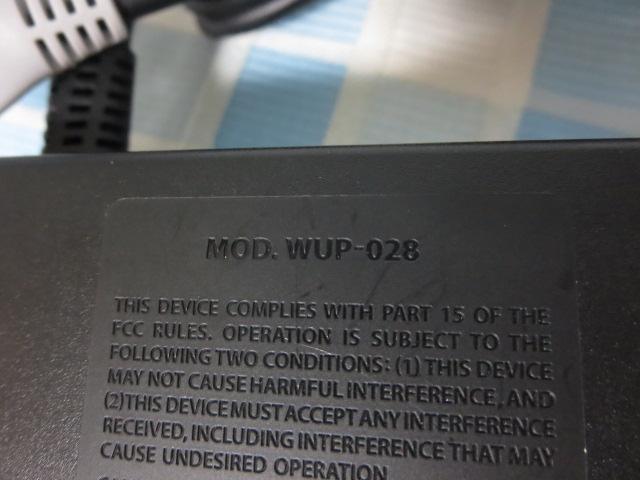 MOD. WUP-028
THIS DEVICE COMPLIES WITH PART 15 OF THE
FCC RULES. OPERATION IS SUBJECT TO THE
FOLLOWING TWO CONDITIONS: (1) THIS DEVICE
MAY NOT CAUSE HARMFUL INTERFERENCE, AND
(2)THIS DEVICE MUST ACCEPT ANY INTERFERENCE
RECEIVED, INCLUDING INTERFERENCE THAT MAY
CAUSE UNDESIRED OPERATION.